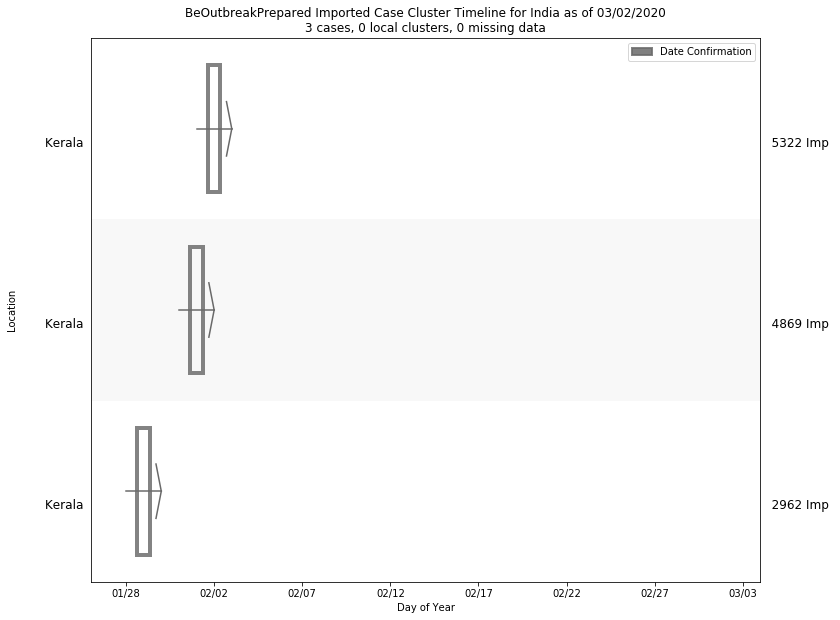 BeOutbreakPrepared Imported Case Cluster Timeline for India as of 03/02/2020
3 cases, 0 local clusters, 0 missing data
Date Confirmation
Kerala
5322 Imp
Kerala
4869 Imp
Location
Kerala
2962 Imp
01/28 02/02 02/07 02/12 02/17 02/22 02/27 03/03
Day of Year